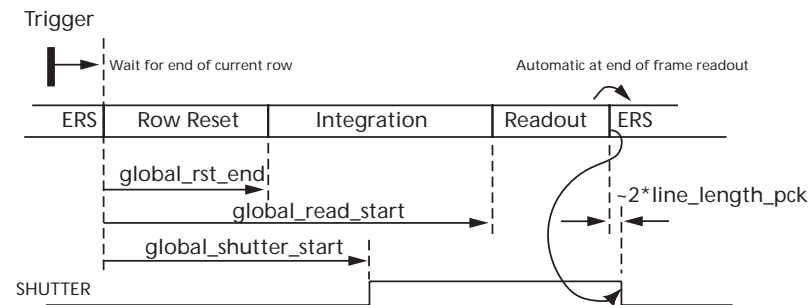 Trigger
Wait for end of current row
Automatic at end of frame readout
ERS Row Reset Integration Readout ERS
global_rst_end
~2*line_length_pck
global_read_start
global_shutter_start
SHUTTER